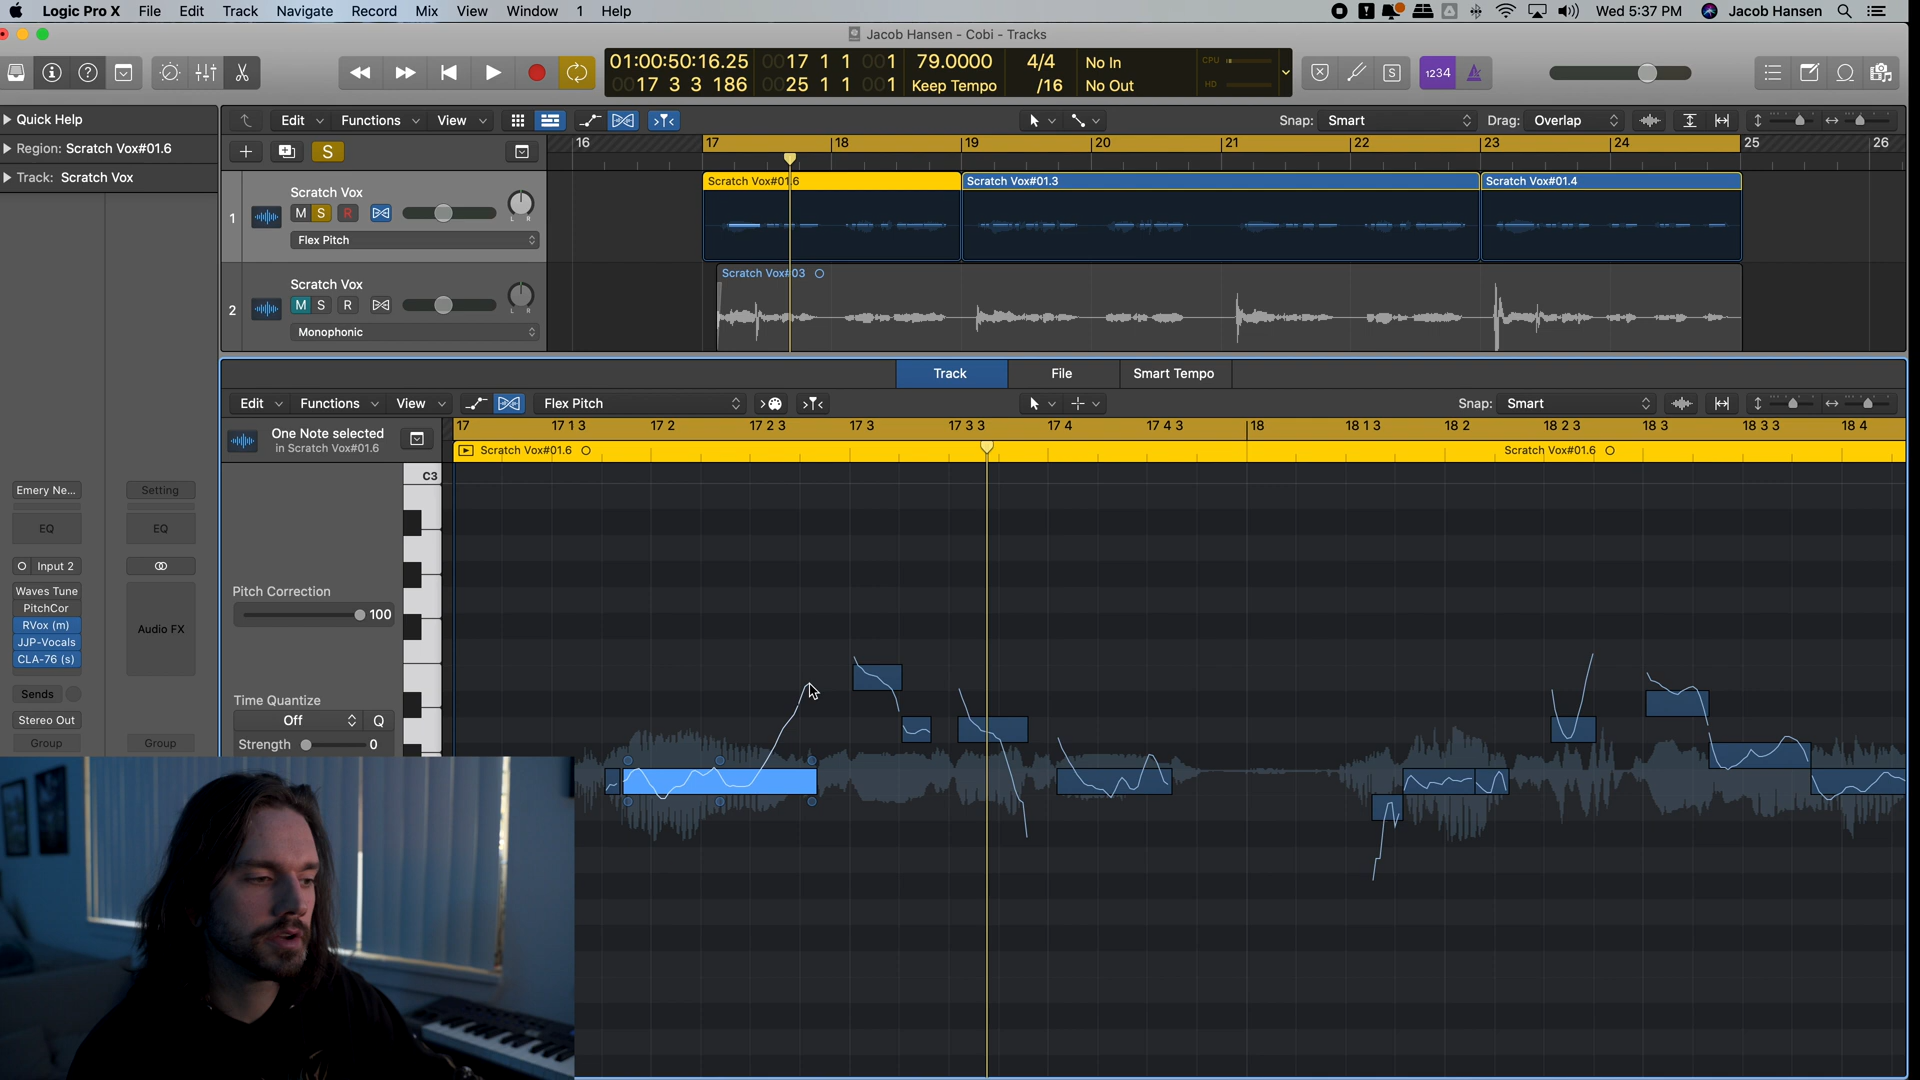 Logic Pro X File Edit Track Navigate Record Mix View Window 1 Help Wed 5:37 PM Jacob Hansen
Jacob Hansen - Cobi - Tracks
01:00:50:16.25 0017 1 1 001 79.0000 4/4 No In CPU
0017 3 3 186 0025 1 1 001 Keep Tempo /16 No Out HD
S 1234
Quick Help
Edit Functions View Snap: Smart Drag: Overlap
Region: Scratch Vox#01.6
S
16 17 18 19 20 21 22 23 24 25 26
Track: Scratch Vox
Scratch Vox#01.6 Scratch Vox#01.3 Scratch Vox#01.4
1 Scratch Vox
M S R L R
Flex Pitch
Scratch Vox#03
2 Scratch Vox
M S R L R
Monophonic
Track File Smart Tempo
Edit Functions View Flex Pitch Snap: Smart
17 17 1 3 17 2 17 2 3 17 3 17 3 3 17 4 17 4 3 18 18 1 3 18 2 18 2 3 18 3 18 3 3 18 4
One Note selected
in Scratch Vox#01.6
Scratch Vox#01.6 Scratch Vox#01.6
C3
Emery Ne... Setting
EQ EQ
Input 2
Waves Tune
PitchCor
RVox (m)
JJP-Vocals
CLA-76 (s)
Audio FX
Sends
Stereo Out
Group Group
Pitch Correction
100
Time Quantize
Off Q
Strength 0